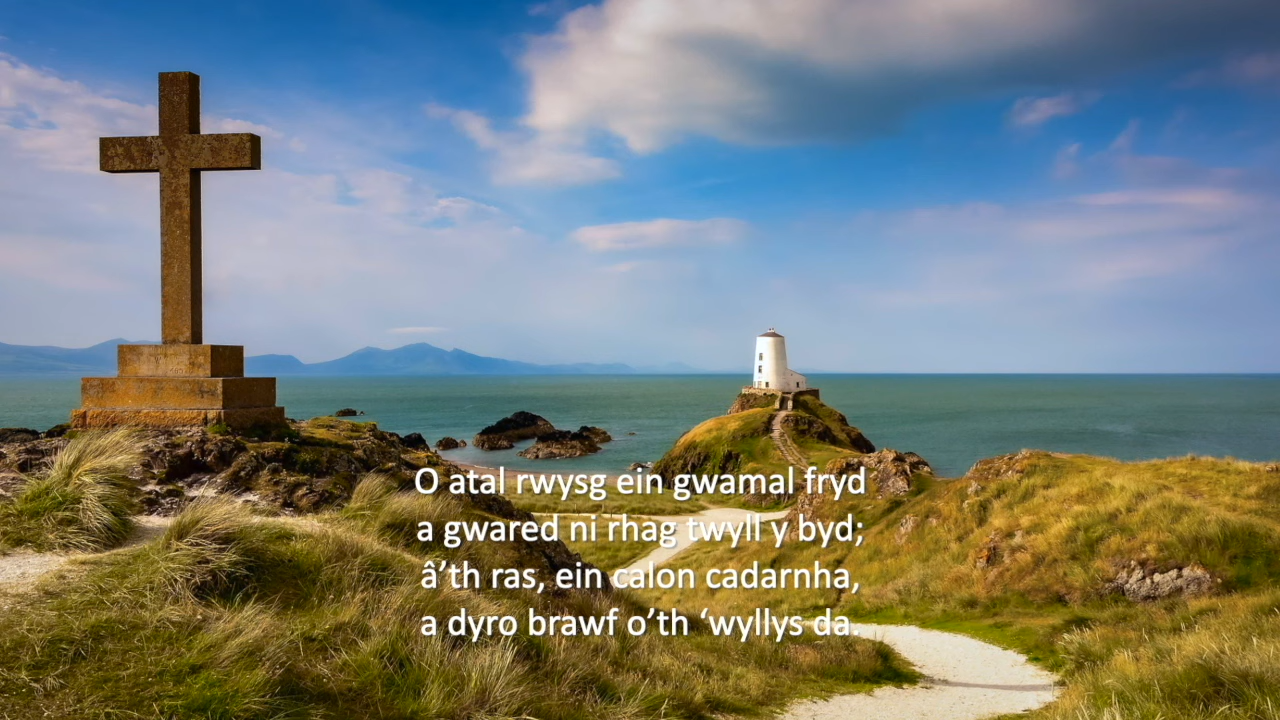 O atal rwysg ein gwamal fryd
a gwared ni rhag twyll y byd;
â’th ras, ein calon cadarnha,
a dyro brawf o’th ‘wyllys da.